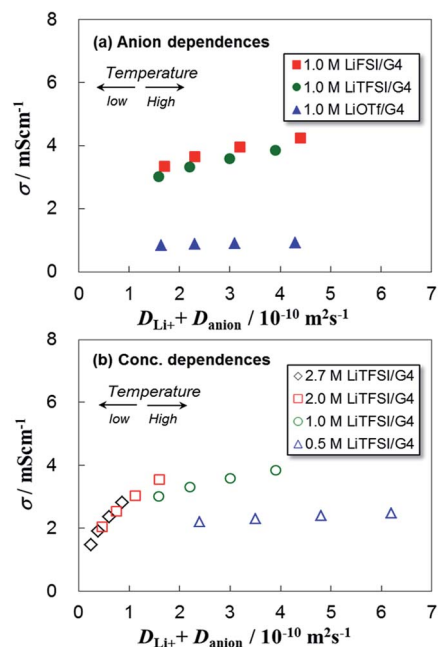 (a) Anion dependences
Temperature
low High
1.0 M LiFSI/G4
1.0 M LiTFSI/G4
1.0 M LiOTf/G4
8
6
4
2
0
σ / mScm⁻¹
0 1 2 3 4 5 6 7
D_Li+ + D_anion / 10⁻¹⁰ m²s⁻¹
(b) Conc. dependences
Temperature
low High
2.7 M LiTFSI/G4
2.0 M LiTFSI/G4
1.0 M LiTFSI/G4
0.5 M LiTFSI/G4
8
6
4
2
0
σ / mScm⁻¹
0 1 2 3 4 5 6 7
D_Li+ + D_anion / 10⁻¹⁰ m²s⁻¹